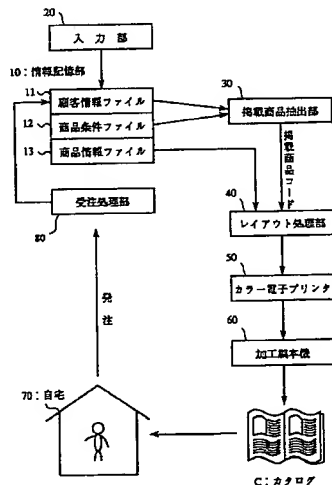 20
入力部
10:情報記憶部
11
顧客情報ファイル
12
商品条件ファイル
13
商品情報ファイル
30
掲載商品抽出部
掲載商品コード
受注処理部
80
40
レイアウト処理部
50
カラー電子プリンタ
60
加工製本機
発注
70:自宅
C:カタログ